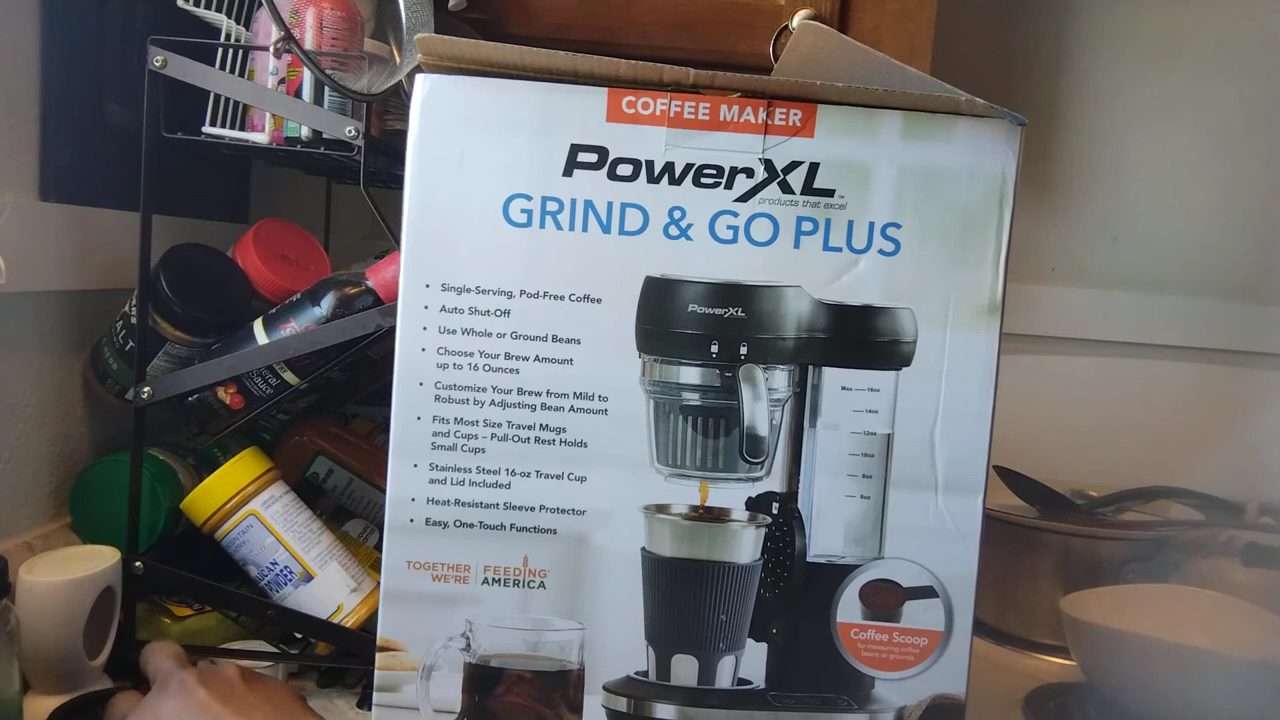 COFFEE MAKER
PowerXL™
products that excel
GRIND & GO PLUS
• Single-Serving, Pod-Free Coffee
• Auto Shut-Off
• Use Whole or Ground Beans
• Choose Your Brew Amount
up to 16 Ounces
• Customize Your Brew from Mild to
Robust by Adjusting Bean Amount
• Fits Most Size Travel Mugs
and Cups – Pull-Out Rest Holds
Small Cups
• Stainless Steel 16-oz Travel Cup
and Lid Included
• Heat-Resistant Sleeve Protector
• Easy, One-Touch Functions
TOGETHER
WE'RE
FEEDING
AMERICA
PowerXL
Max 16oz
14oz
12oz
10oz
8oz
6oz
Coffee Scoop
for measuring coffee
beans or grounds
Sauce
POWDER